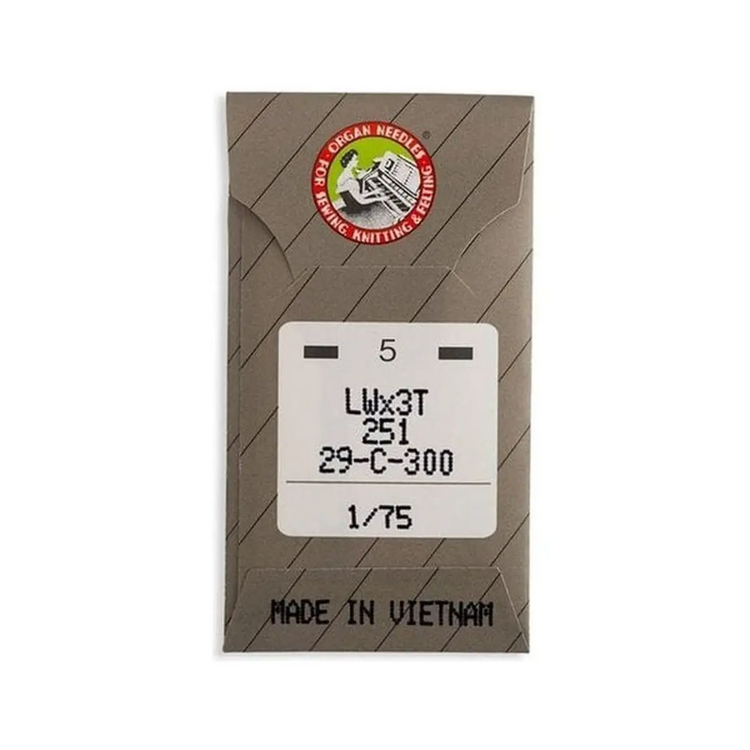 · ORGAN NEEDLES · ®
FOR SEWING, KNITTING & FELTING
5
LWx3T
251
29-C-300
1/75
MADE IN VIETNAM